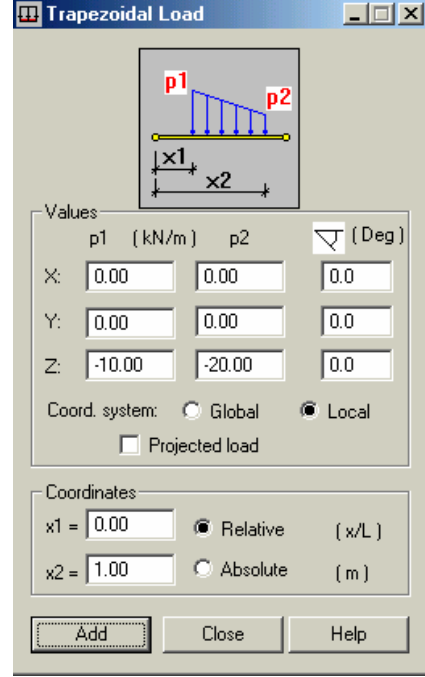 Trapezoidal Load
p1
p2
x1
x2
Values
p1 (kN/m) p2 (Deg)
X: 0.00 0.00 0.0
Y: 0.00 0.00 0.0
Z: -10.00 -20.00 0.0
Coord. system: Global Local
Projected load
Coordinates
x1 = 0.00 Relative (x/L)
x2 = 1.00 Absolute (m)
Add Close Help